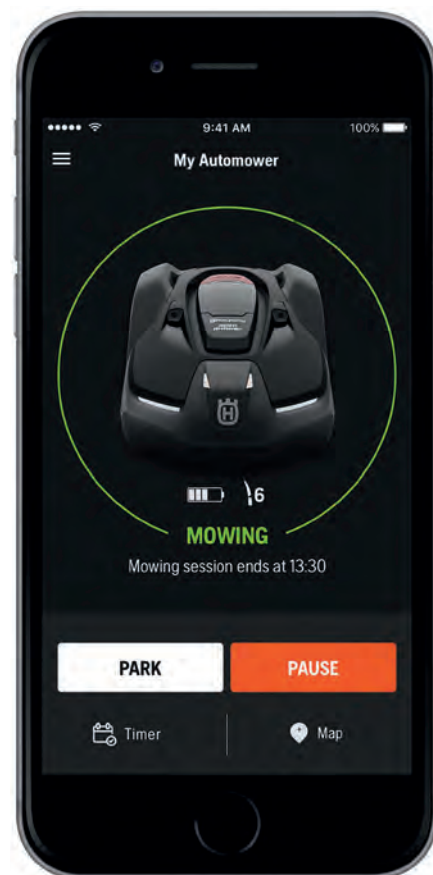 9:41 AM
100%
My Automower
6
MOWING
Mowing session ends at 13:30
PARK
PAUSE
Timer
Map